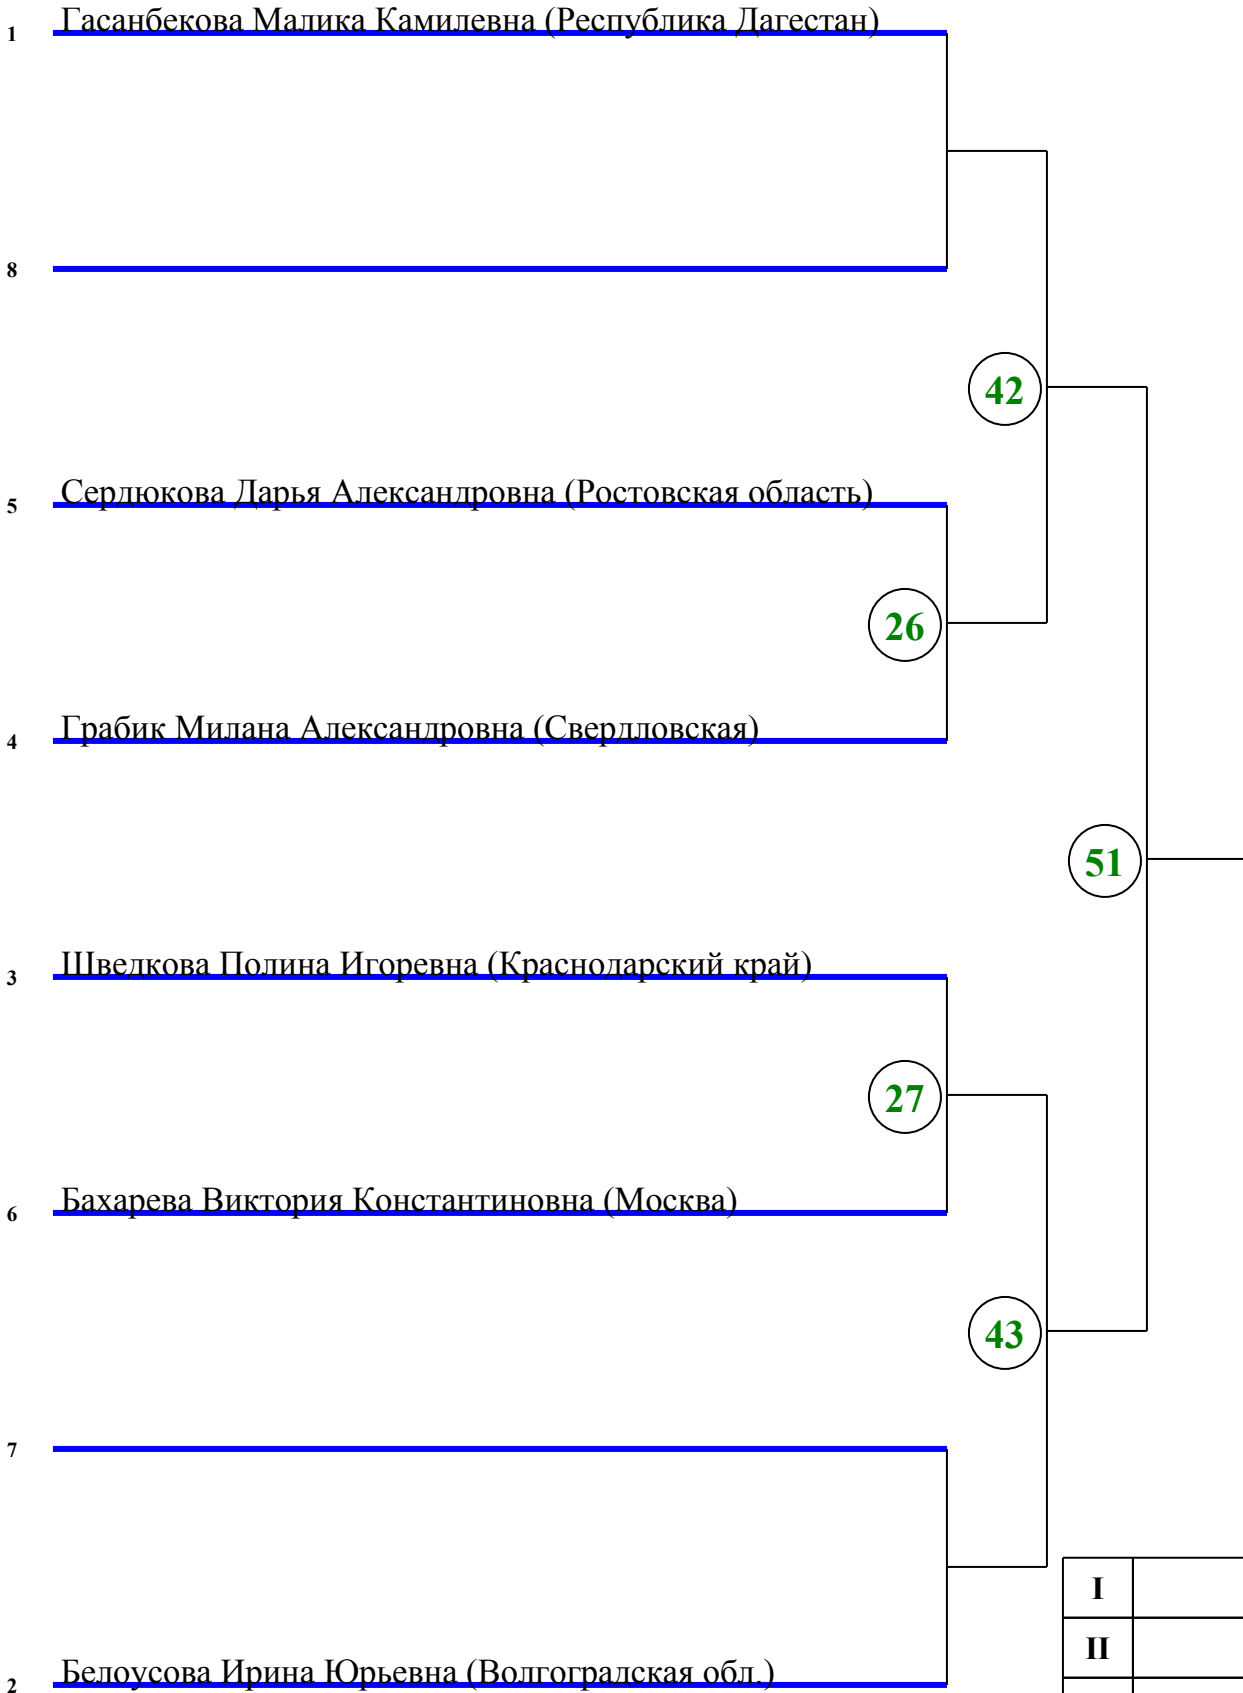 1 Гасанбекова Малика Камилевна (Республика Дагестан)
8
42
5 Сердюкова Дарья Александровна (Ростовская область)
26
4 Грабик Милана Александровна (Свердловская)
51
3 Шведкова Полина Игоревна (Краснодарский край)
27
6 Бахарева Виктория Константиновна (Москва)
43
7
I
II
2 Белоусова Ирина Юрьевна (Волгоградская обл.)